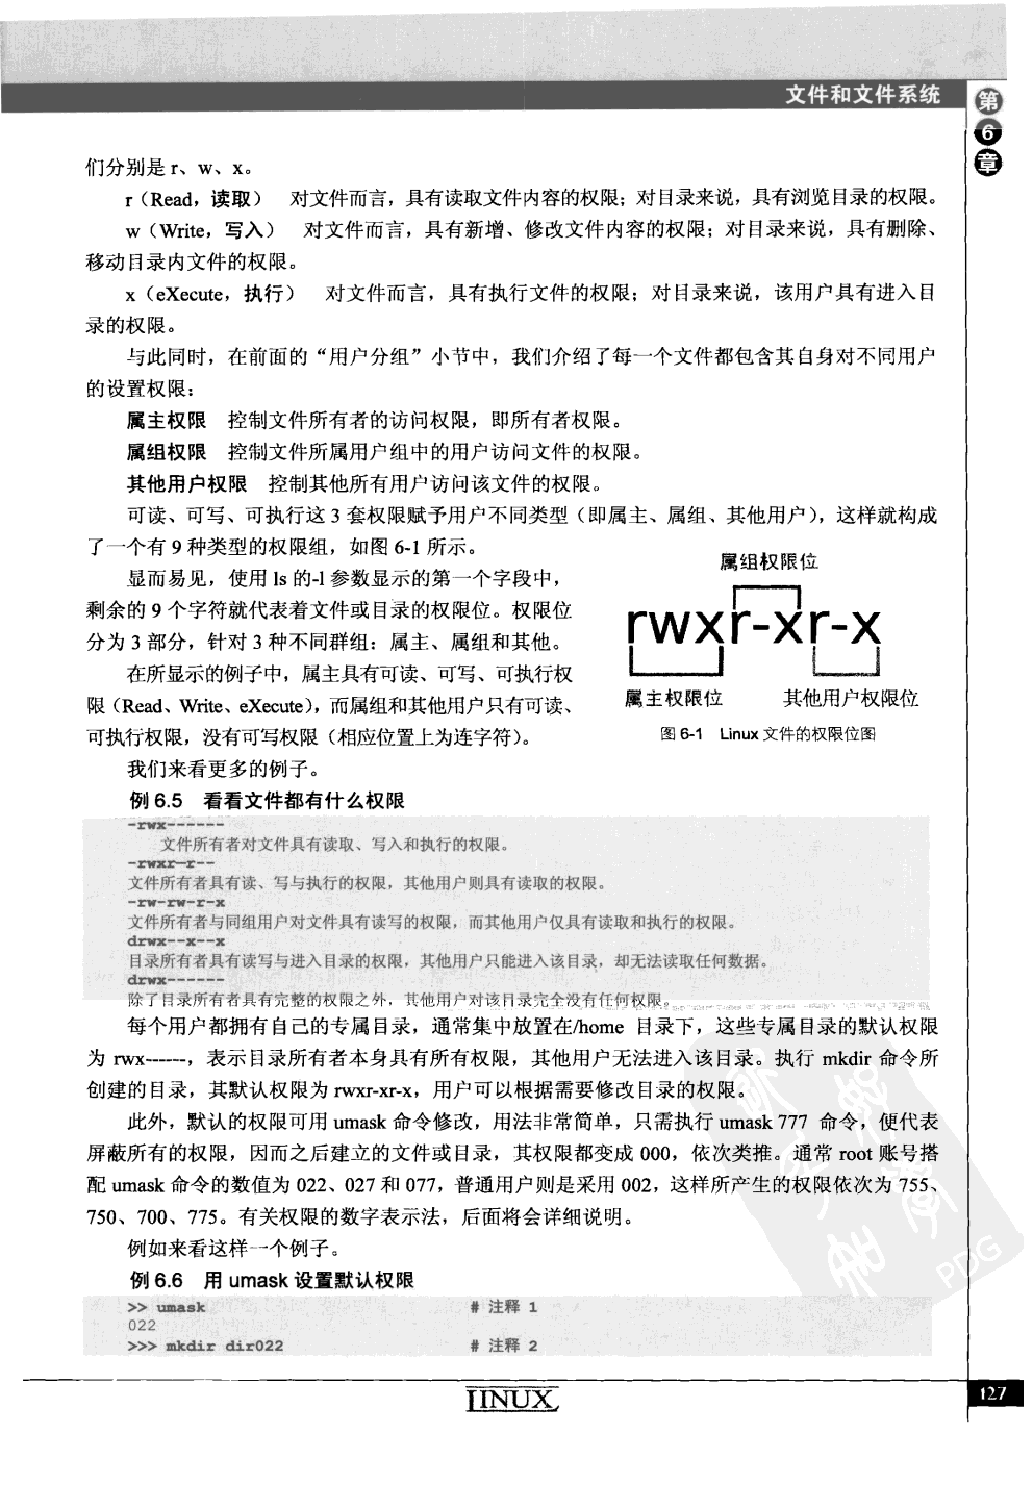 文件和文件系统
第
6
章
们分别是 r、w、x。
r（Read，读取）　对文件而言，具有读取文件内容的权限；对目录来说，具有浏览目录的权限。
w（Write，写入）　对文件而言，具有新增、修改文件内容的权限；对目录来说，具有删除、
移动目录内文件的权限。
x（eXecute，执行）　对文件而言，具有执行文件的权限；对目录来说，该用户具有进入目
录的权限。
与此同时，在前面的“用户分组”小节中，我们介绍了每一个文件都包含其自身对不同用户
的设置权限：
属主权限　控制文件所有者的访问权限，即所有者权限。
属组权限　控制文件所属用户组中的用户访问文件的权限。
其他用户权限　控制其他所有用户访问该文件的权限。
可读、可写、可执行这 3 套权限赋予用户不同类型（即属主、属组、其他用户），这样就构成
了一个有 9 种类型的权限组，如图 6-1 所示。
显而易见，使用 ls 的-l 参数显示的第一个字段中，
剩余的 9 个字符就代表着文件或目录的权限位。权限位
分为 3 部分，针对 3 种不同群组：属主、属组和其他。
在所显示的例子中，属主具有可读、可写、可执行权
限（Read、Write、eXecute），而属组和其他用户只有可读、
可执行权限，没有可写权限（相应位置上为连字符）。
属组权限位
rwxr-xr-x
属主权限位　其他用户权限位
图 6-1　Linux 文件的权限位图
我们来看更多的例子。
例 6.5　看看文件都有什么权限
-rwx------
文件所有者对文件具有读取、写入和执行的权限。
-rwxr—r--
文件所有者具有读、写与执行的权限，其他用户则具有读取的权限。
-rw-rw-r-x
文件所有者与同组用户对文件具有读写的权限，而其他用户仅具有读取和执行的权限。
drwx--x--x
目录所有者具有读写与进入目录的权限，其他用户只能进入该目录，却无法读取任何数据。
drwx------
除了目录所有者具有完整的权限之外，其他用户对该目录完全没有任何权限。
每个用户都拥有自己的专属目录，通常集中放置在/home 目录下，这些专属目录的默认权限
为 rwx------，表示目录所有者本身具有所有权限，其他用户无法进入该目录。执行 mkdir 命令所
创建的目录，其默认权限为 rwxr-xr-x，用户可以根据需要修改目录的权限。
此外，默认的权限可用 umask 命令修改，用法非常简单，只需执行 umask 777 命令，便代表
屏蔽所有的权限，因而之后建立的文件或目录，其权限都变成 000，依次类推。通常 root 账号搭
配 umask 命令的数值为 022、027 和 077，普通用户则是采用 002，这样所产生的权限依次为 755、
750、700、775。有关权限的数字表示法，后面将会详细说明。
例如来看这样一个例子。
例 6.6　用 umask 设置默认权限
>> umask　# 注释 1
022
>>> mkdir dir022　# 注释 2
LINUX
127
PDG